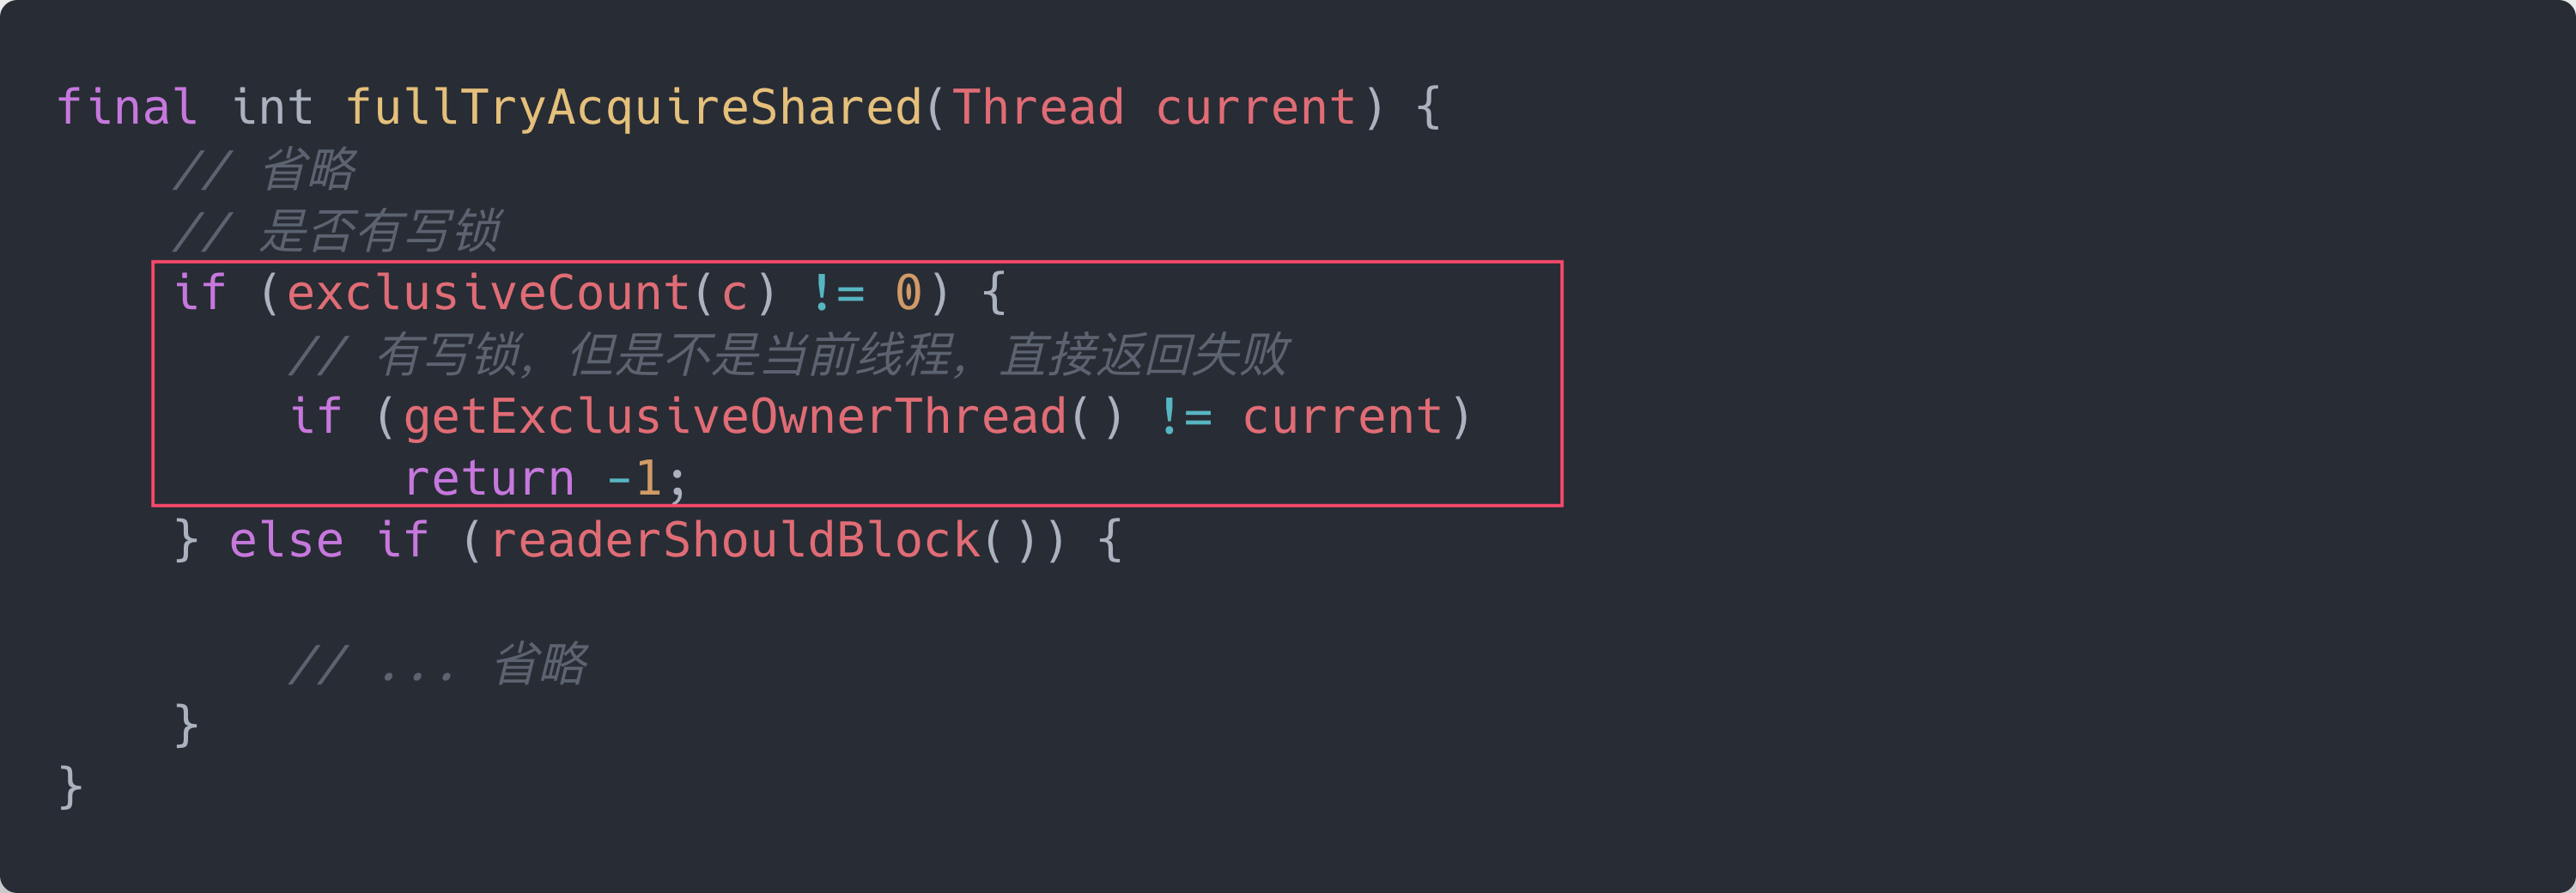 final int fullTryAcquireShared(Thread current) {
    // 省略
    // 是否有写锁
    if (exclusiveCount(c) != 0) {
        // 有写锁，但是不是当前线程，直接返回失败
        if (getExclusiveOwnerThread() != current)
            return -1;
    } else if (readerShouldBlock()) {
        // ... 省略
    }
}